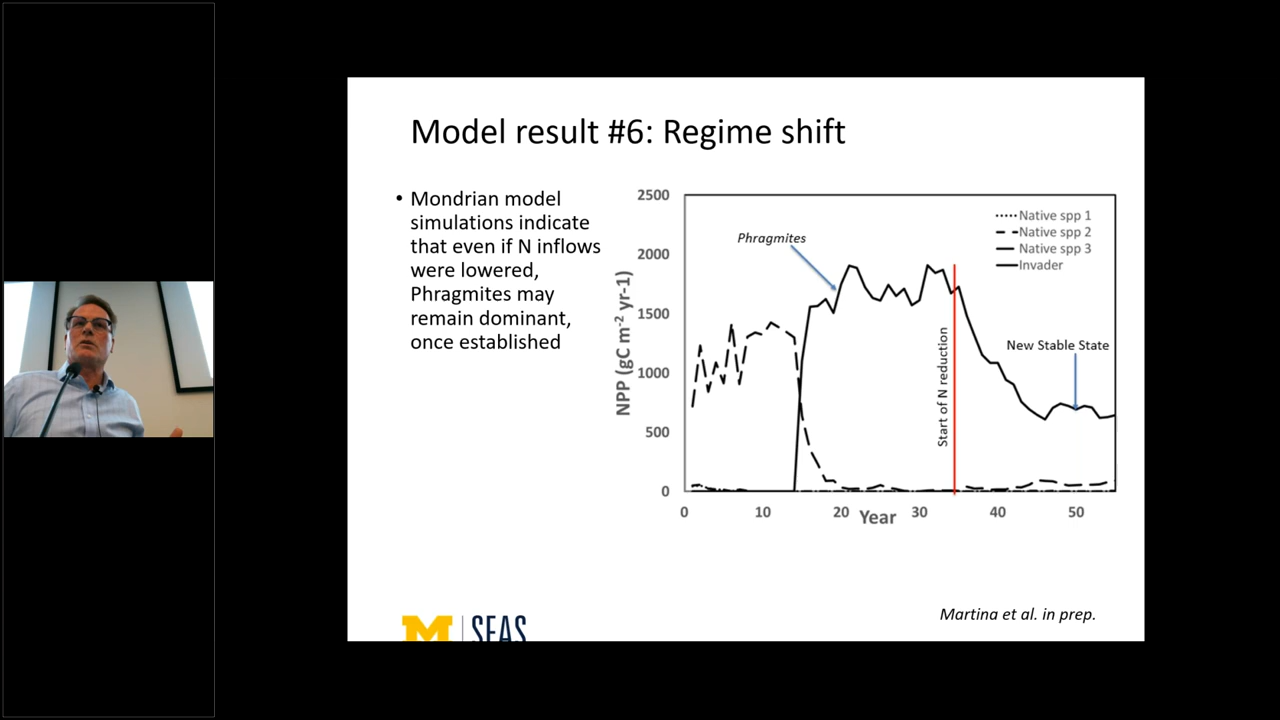 Model result #6: Regime shift
• Mondrian model
simulations indicate
that even if N inflows
were lowered,
Phragmites may
remain dominant,
once established
2500
2000
1500
1000
500
0
NPP (gC m-2 yr-1)
0 10 20 30 40 50
Year
Phragmites
Native spp 1
Native spp 2
Native spp 3
Invader
Start of N reduction
New Stable State
Martina et al. in prep.
M SEAS